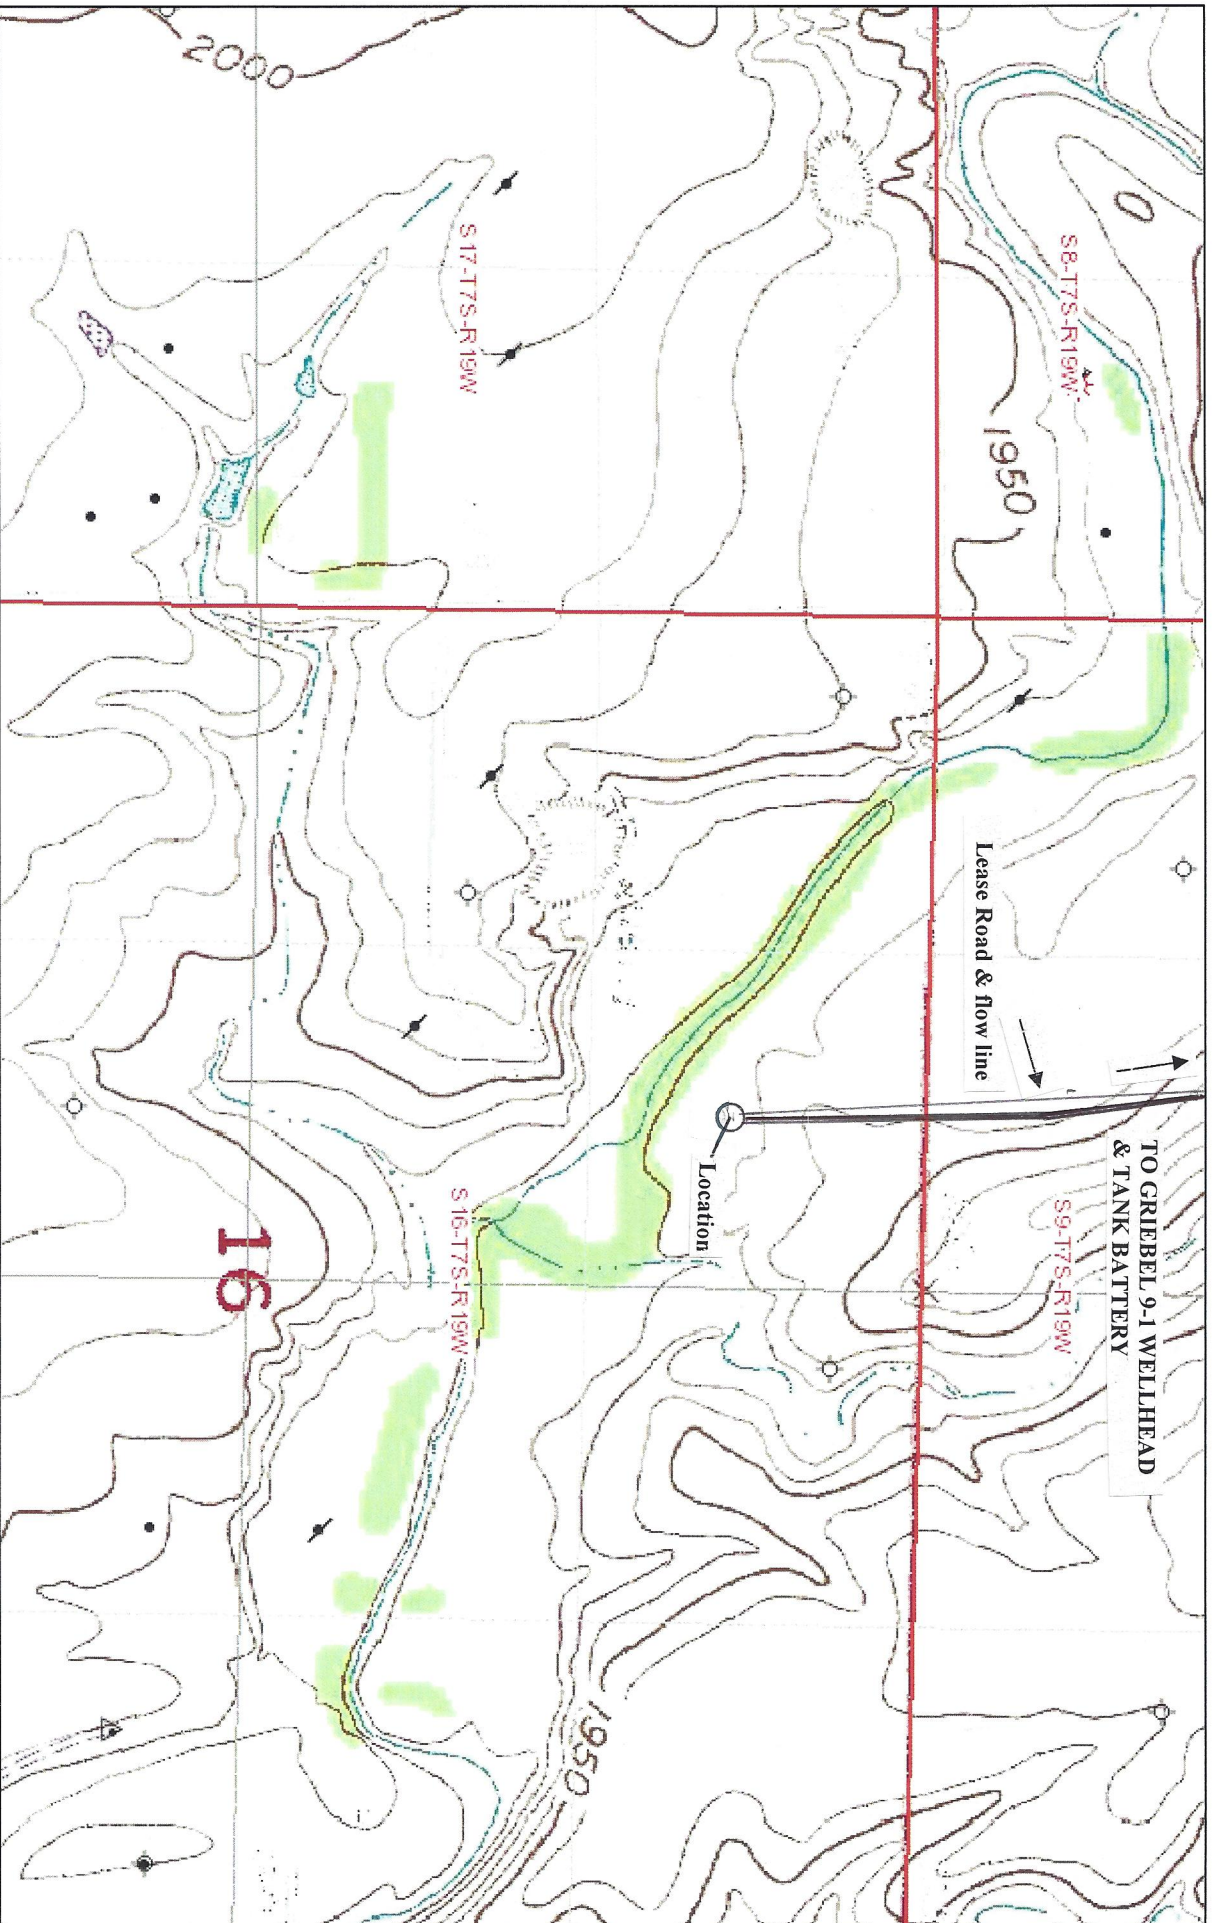 2000
0
S8-T7S-R19W
1950
S17-T7S-R19W
Lease Road & flow line
TO GRIEBEL 9-1 WELLHEAD
& TANK BATTERY
S9-T7S-R19W
Location
S16-T7S-R19W
16
1950